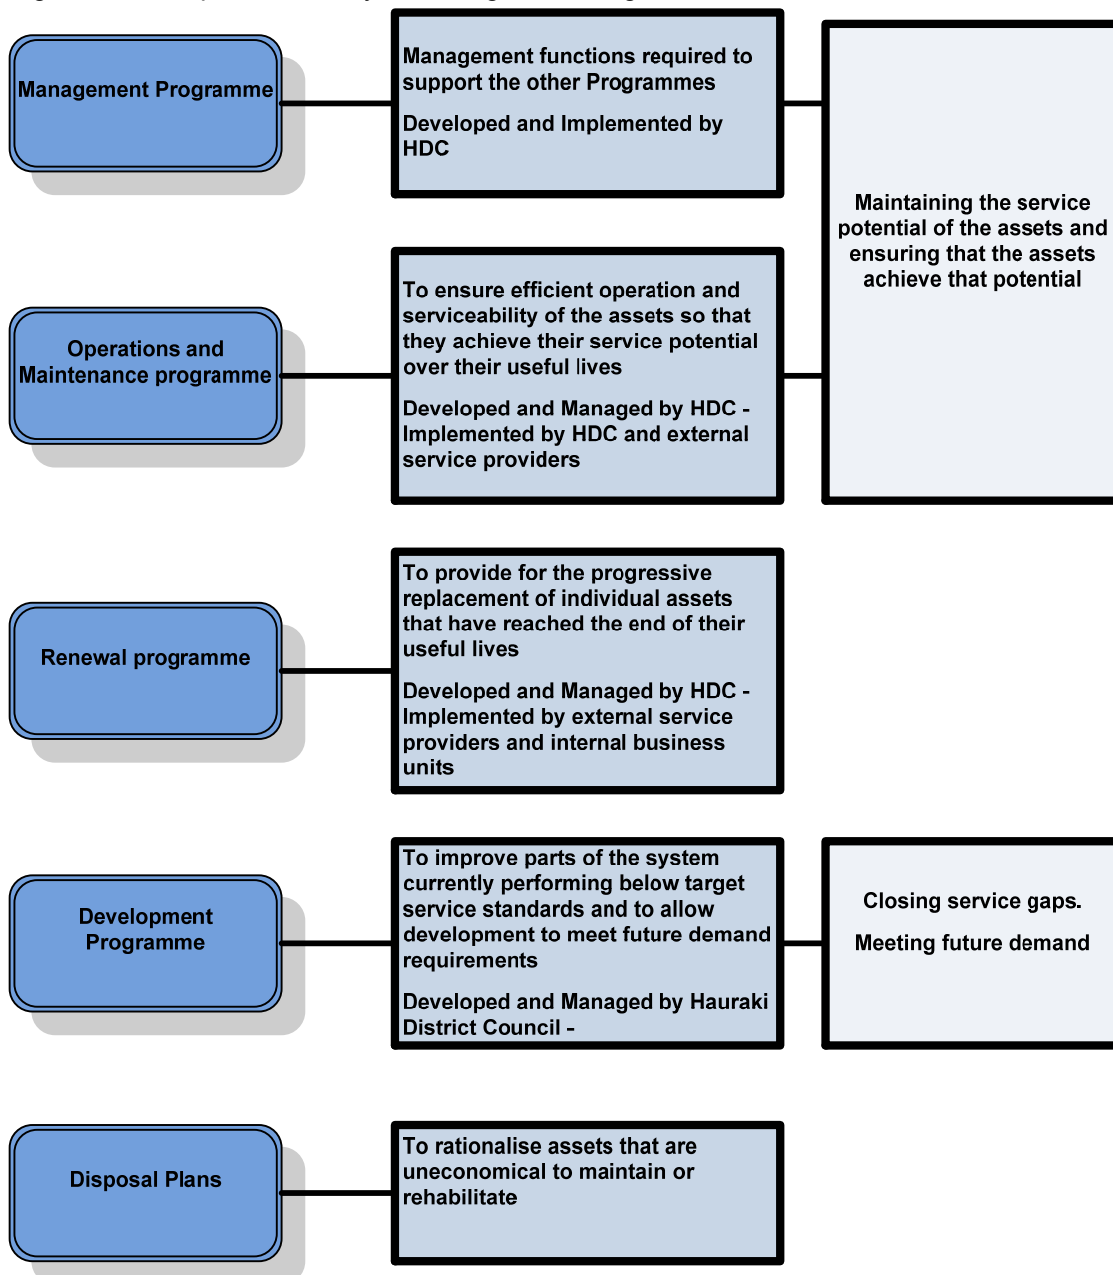 Management Programme
Management functions required to
support the other Programmes
Developed and Implemented by
HDC
Maintaining the service
potential of the assets and
ensuring that the assets
achieve that potential
Operations and
Maintenance programme
To ensure efficient operation and
serviceability of the assets so that
they achieve their service potential
over their useful lives
Developed and Managed by HDC -
Implemented by HDC and external
service providers
Renewal programme
To provide for the progressive
replacement of individual assets
that have reached the end of their
useful lives
Developed and Managed by HDC -
Implemented by external service
providers and internal business
units
Development
Programme
To improve parts of the system
currently performing below target
service standards and to allow
development to meet future demand
requirements
Developed and Managed by Hauraki
District Council -
Closing service gaps.
Meeting future demand
Disposal Plans
To rationalise assets that are
uneconomical to maintain or
rehabilitate